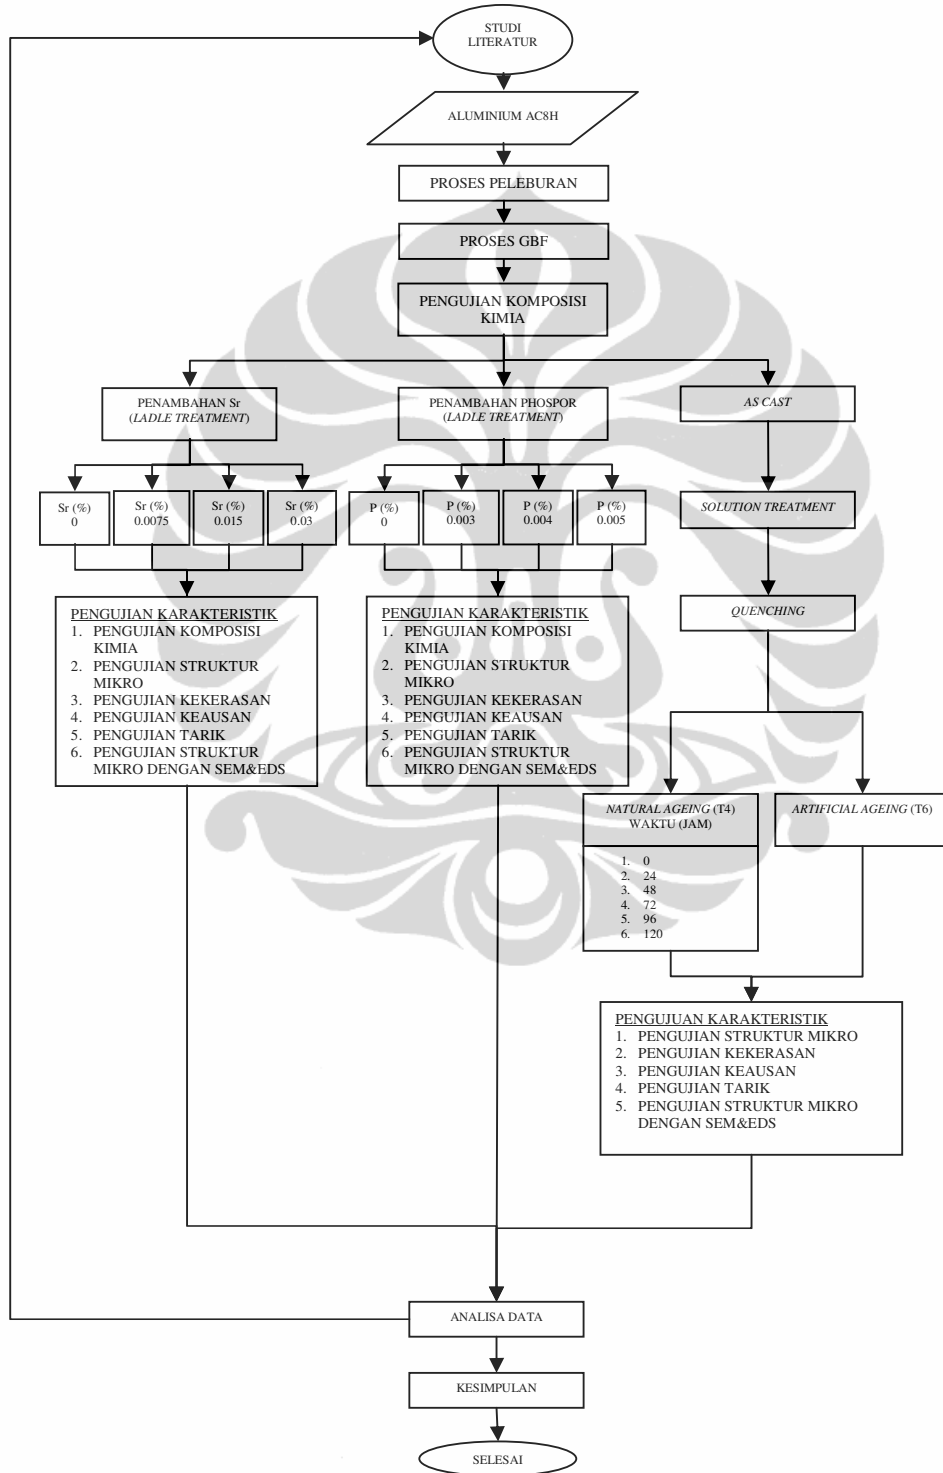 STUDI
LITERATUR
ALUMINIUM AC8H
PROSES PELEBURAN
PROSES GBF
PENGUJIAN KOMPOSISI
KIMIA
PENAMBAHAN Sr
(LADLE TREATMENT)
PENAMBAHAN PHOSPOR
(LADLE TREATMENT)
AS CAST
Sr (%)
0
Sr (%)
0.0075
Sr (%)
0.015
Sr (%)
0.03
P (%)
0
P (%)
0.003
P (%)
0.004
P (%)
0.005
SOLUTION TREATMENT
QUENCHING
PENGUJIAN KARAKTERISTIK
1. PENGUJIAN KOMPOSISI
KIMIA
2. PENGUJIAN STRUKTUR
MIKRO
3. PENGUJIAN KEKERASAN
4. PENGUJIAN KEAUSAN
5. PENGUJIAN TARIK
6. PENGUJIAN STRUKTUR
MIKRO DENGAN SEM&EDS
PENGUJIAN KARAKTERISTIK
1. PENGUJIAN KOMPOSISI
KIMIA
2. PENGUJIAN STRUKTUR
MIKRO
3. PENGUJIAN KEKERASAN
4. PENGUJIAN KEAUSAN
5. PENGUJIAN TARIK
6. PENGUJIAN STRUKTUR
MIKRO DENGAN SEM&EDS
NATURAL AGEING (T4)
WAKTU (JAM)
1. 0
2. 24
3. 48
4. 72
5. 96
6. 120
ARTIFICIAL AGEING (T6)
PENGUJUAN KARAKTERISTIK
1. PENGUJIAN STRUKTUR MIKRO
2. PENGUJIAN KEKERASAN
3. PENGUJIAN KEAUSAN
4. PENGUJIAN TARIK
5. PENGUJIAN STRUKTUR MIKRO
DENGAN SEM&EDS
ANALISA DATA
KESIMPULAN
SELESAI